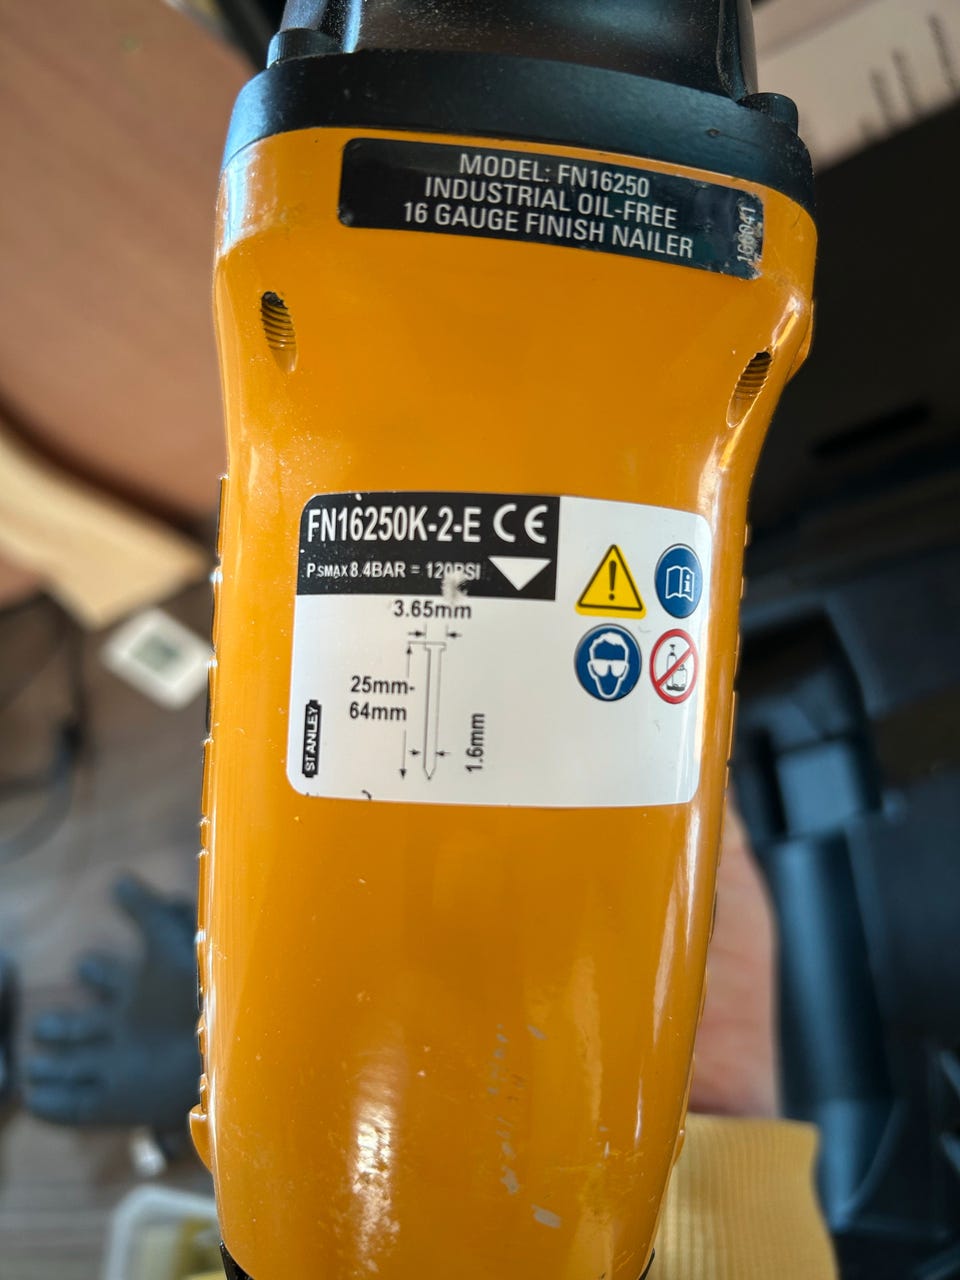 MODEL: FN16250
INDUSTRIAL OIL-FREE
16 GAUGE FINISH NAILER
166041
FN16250K-2-E CE
PSMAX 8.4BAR = 120PSI
3.65mm
25mm-
64mm
1.6mm
STANLEY